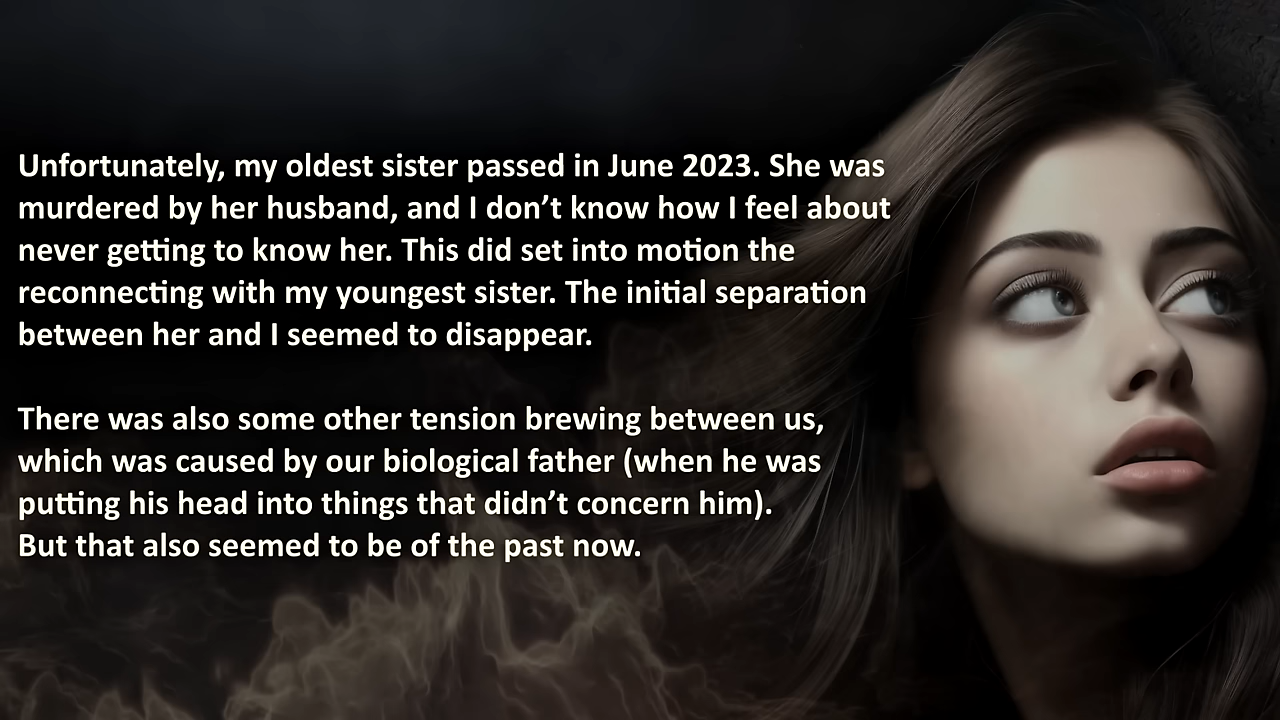 Unfortunately, my oldest sister passed in June 2023. She was
murdered by her husband, and I don’t know how I feel about
never getting to know her. This did set into motion the
reconnecting with my youngest sister. The initial separation
between her and I seemed to disappear.
There was also some other tension brewing between us,
which was caused by our biological father (when he was
putting his head into things that didn’t concern him).
But that also seemed to be of the past now.